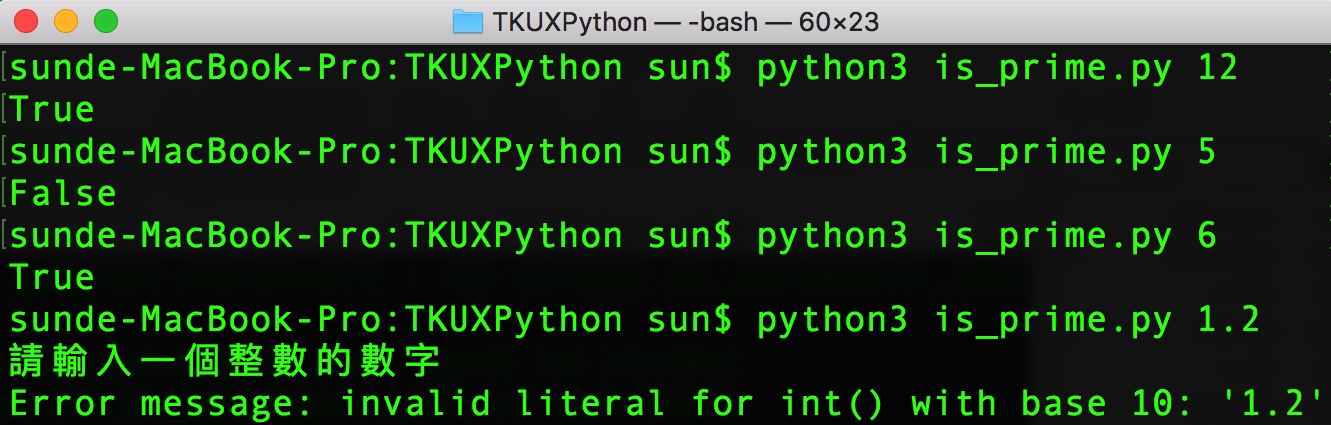 TKUXPython — -bash — 60×23
sunde-MacBook-Pro:TKUXPython sun$ python3 is_prime.py 12
True
sunde-MacBook-Pro:TKUXPython sun$ python3 is_prime.py 5
False
sunde-MacBook-Pro:TKUXPython sun$ python3 is_prime.py 6
True
sunde-MacBook-Pro:TKUXPython sun$ python3 is_prime.py 1.2
請輸入一個整數的數字
Error message: invalid literal for int() with base 10: '1.2'